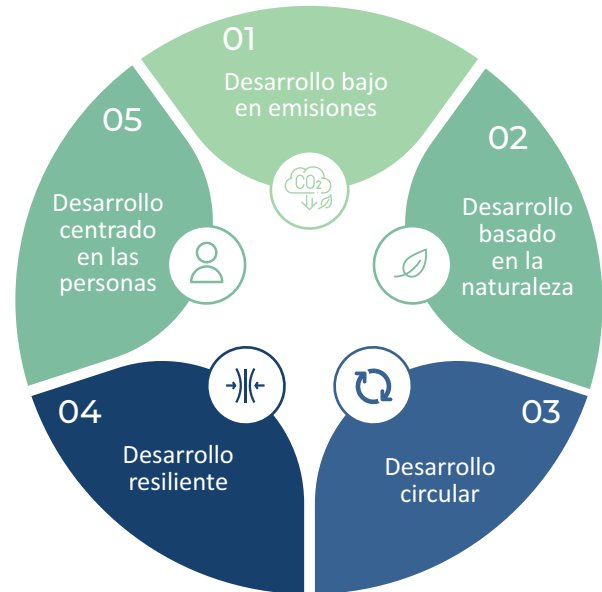 01
Desarrollo bajo
en emisiones
CO₂
02
Desarrollo
basado
en la
naturaleza
03
Desarrollo
circular
04
Desarrollo
resiliente
05
Desarrollo
centrado
en las
personas